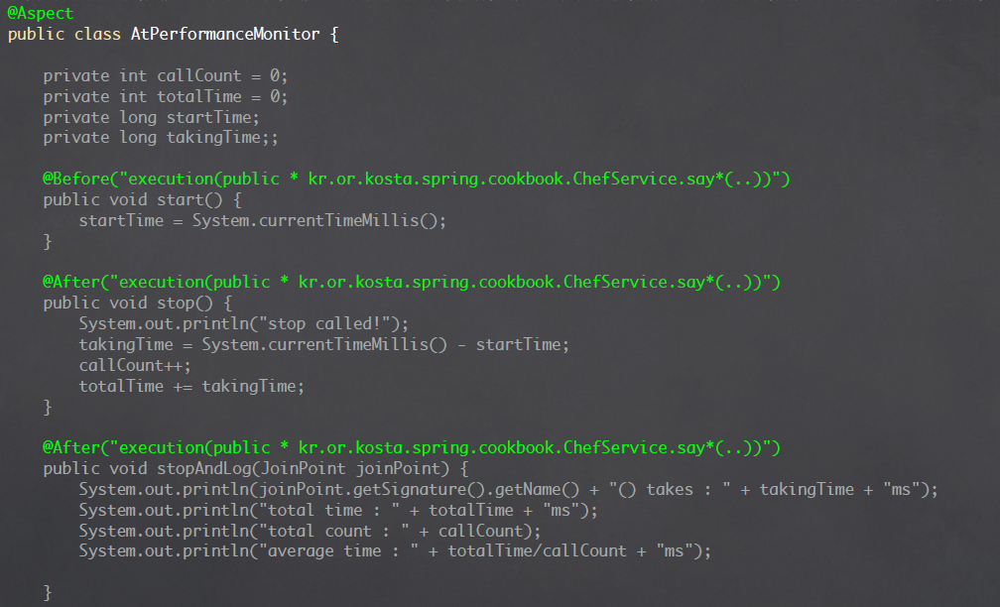 @Aspect
public class AtPerformanceMonitor {
private int callCount = 0;
private int totalTime = 0;
private long startTime;
private long takingTime;;
@Before("execution(public * kr.or.kosta.spring.cookbook.ChefService.say*(..))")
public void start() {
startTime = System.currentTimeMillis();
}
@After("execution(public * kr.or.kosta.spring.cookbook.ChefService.say*(..))")
public void stop() {
System.out.println("stop called!");
takingTime = System.currentTimeMillis() - startTime;
callCount++;
totalTime += takingTime;
}
@After("execution(public * kr.or.kosta.spring.cookbook.ChefService.say*(..))")
public void stopAndLog(JoinPoint joinPoint) {
System.out.println(joinPoint.getSignature().getName() + "() takes : " + takingTime + "ms");
System.out.println("total time : " + totalTime + "ms");
System.out.println("total count : " + callCount);
System.out.println("average time : " + totalTime/callCount + "ms");
}